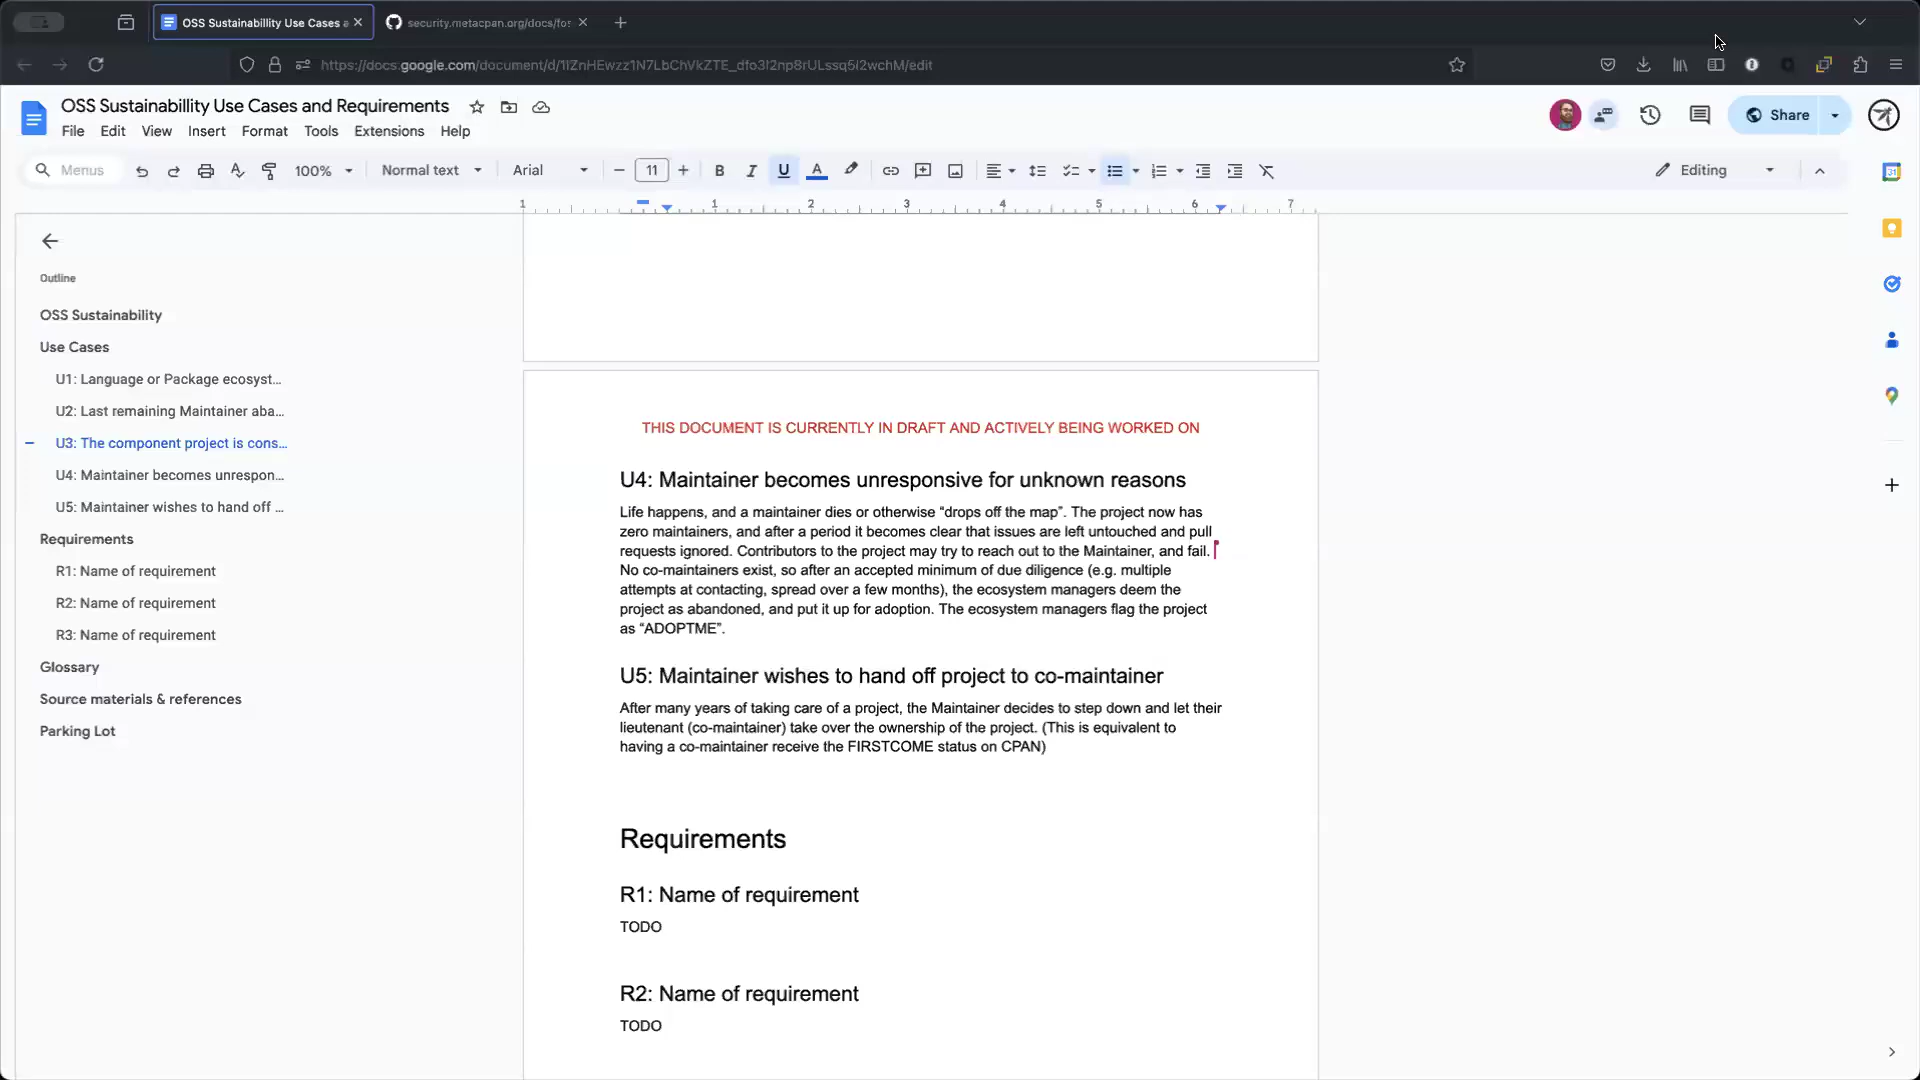 OSS Sustainabillity Use Cases a
security.metacpan.org/docs/fos
https://docs.google.com/document/d/
OSS Sustainabillity Use Cases and Requirements
File Edit View Insert Format Tools Extensions Help
Share
Menus
100%
Normal text
Arial
11
B I U A
Editing
1 1 2 3 4 5 6 7
Outline
OSS Sustainability
Use Cases
U1: Language or Package ecosyst...
U2: Last remaining Maintainer aba...
U3: The component project is cons...
U4: Maintainer becomes unrespon...
U5: Maintainer wishes to hand off ...
Requirements
R1: Name of requirement
R2: Name of requirement
R3: Name of requirement
Glossary
Source materials & references
Parking Lot
THIS DOCUMENT IS CURRENTLY IN DRAFT AND ACTIVELY BEING WORKED ON
U4: Maintainer becomes unresponsive for unknown reasons
Life happens, and a maintainer dies or otherwise “drops off the map”. The project now has
zero maintainers, and after a period it becomes clear that issues are left untouched and pull
requests ignored. Contributors to the project may try to reach out to the Maintainer, and fail.
No co-maintainers exist, so after an accepted minimum of due diligence (e.g. multiple
attempts at contacting, spread over a few months), the ecosystem managers deem the
project as abandoned, and put it up for adoption. The ecosystem managers flag the project
as “ADOPTME”.
U5: Maintainer wishes to hand off project to co-maintainer
After many years of taking care of a project, the Maintainer decides to step down and let their
lieutenant (co-maintainer) take over the ownership of the project. (This is equivalent to
having a co-maintainer receive the FIRSTCOME status on CPAN)
Requirements
R1: Name of requirement
TODO
R2: Name of requirement
TODO
31